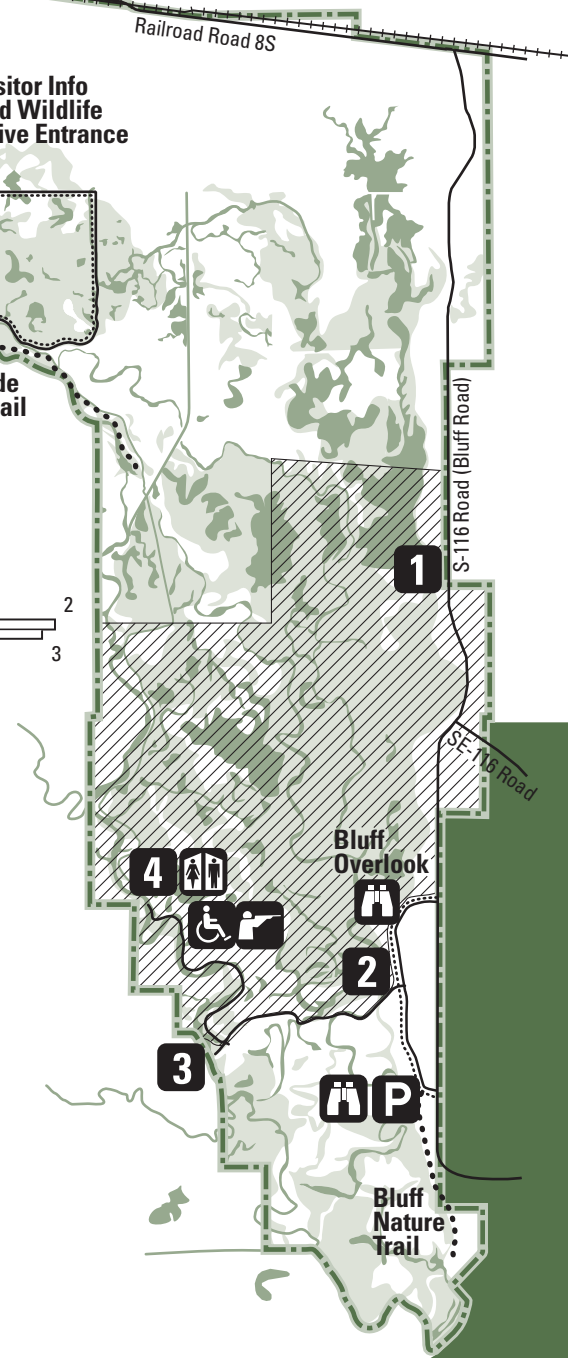 Railroad Road 8S
sitor Info
d Wildlife
ive Entrance
de
ail
S-116 Road (Bluff Road)
1
2
3
SE-116 Road
Bluff
Overlook
4
2
3
P
Bluff
Nature
Trail